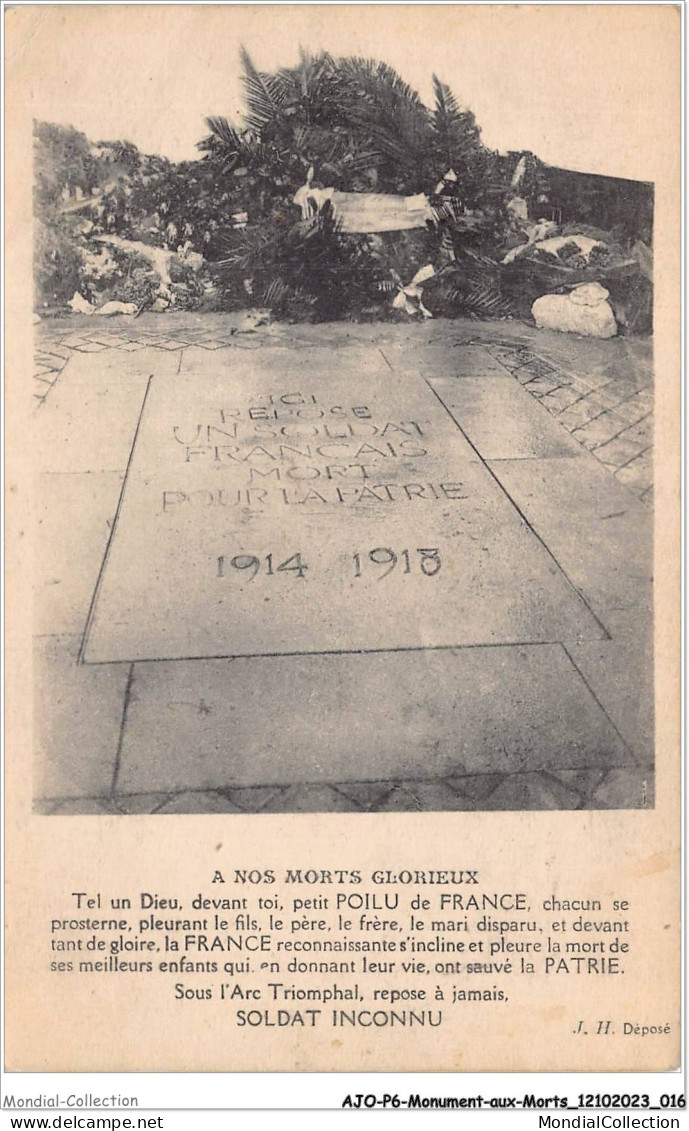 ICI
REPOSE
UN SOLDAT
FRANCAIS
MORT
POUR LA PATRIE
1914 1918
A NOS MORTS GLORIEUX
Tel un Dieu, devant toi, petit POILU de FRANCE, chacun se
prosterne, pleurant le fils, le père, le frère, le mari disparu, et devant
tant de gloire, la FRANCE reconnaissante s'incline et pleure la mort de
ses meilleurs enfants qui en donnant leur vie, ont sauvé la PATRIE.
Sous l'Arc Triomphal, repose à jamais,
SOLDAT INCONNU
J. H. Déposé
Mondial-Collection AJO-P6-Monument-aux-Morts_12102023_016
MondialCollection MondialCollection